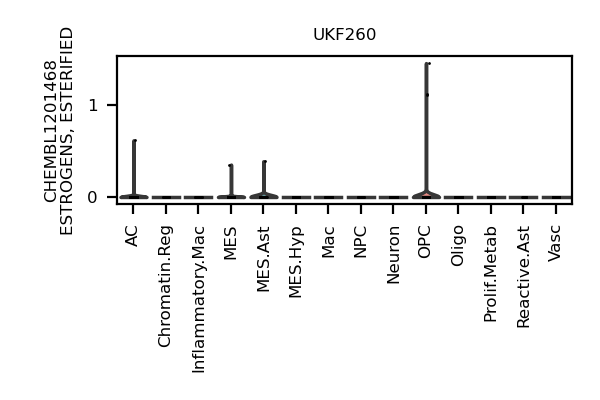 UKF260
CHEMBL1201468
ESTROGENS, ESTERIFIED
1
0
AC
Chromatin.Reg
Inflammatory.Mac
MES
MES.Ast
MES.Hyp
Mac
NPC
Neuron
OPC
Oligo
Prolif.Metab
Reactive.Ast
Vasc